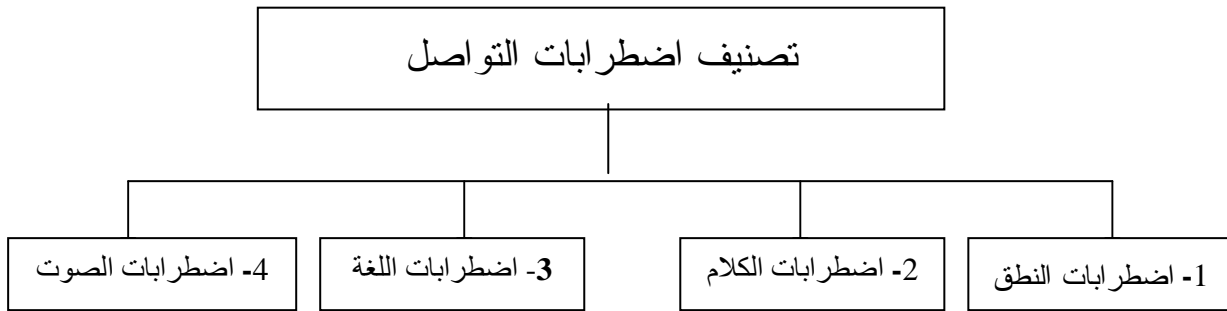 تصنيف اضطرابات التواصل
1- اضطرابات النطق
2- اضطرابات الكلام
3- اضطرابات اللغة
4- اضطرابات الصوت